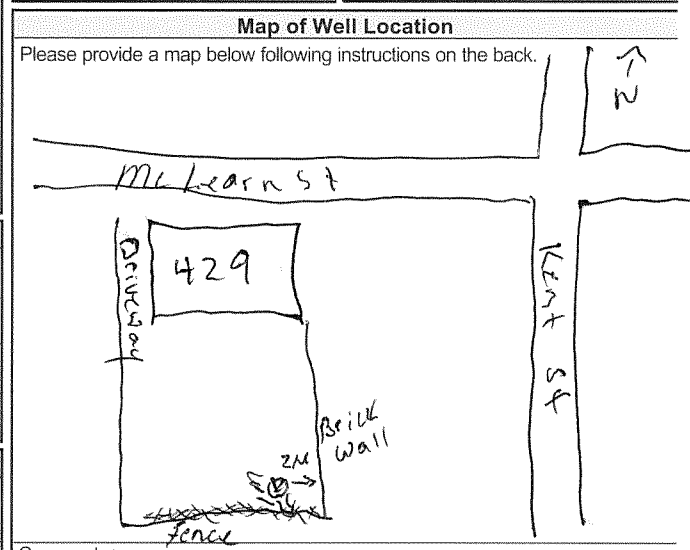 Map of Well Location
Please provide a map below following instructions on the back.
N
McLearn St
Driveway
429
Kent St
Brick
Wall
2M
Fence